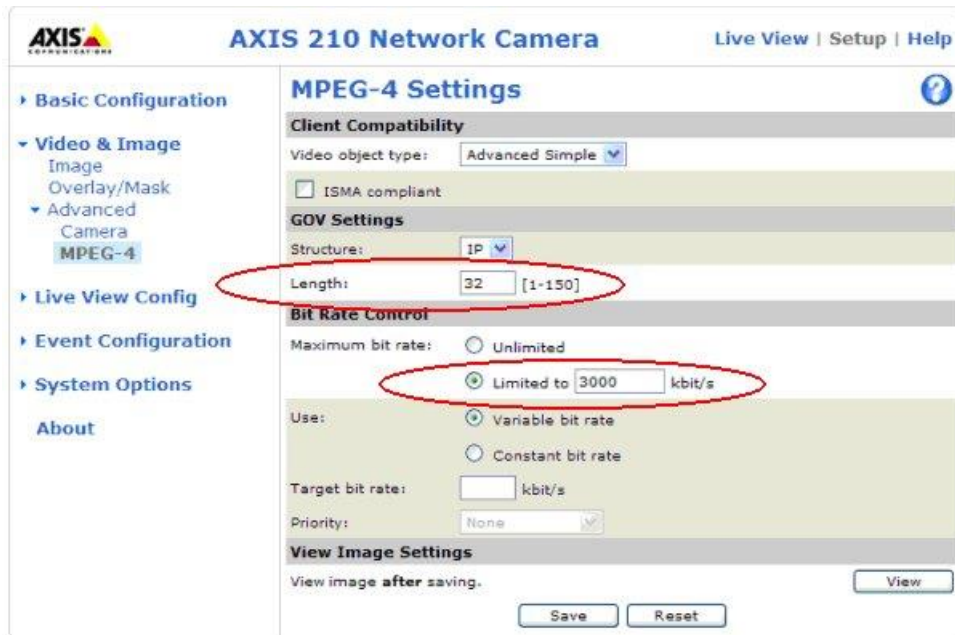 AXIS
COMMUNICATIONS
AXIS 210 Network Camera
Live View | Setup | Help
Basic Configuration
Video & Image
Image
Overlay/Mask
Advanced
Camera
MPEG-4
Live View Config
Event Configuration
System Options
About
MPEG-4 Settings
?
Client Compatibility
Video object type: Advanced Simple
ISMA compliant
GOV Settings
Structure: IP
Length: 32 [1-150]
Bit Rate Control
Maximum bit rate: Unlimited
Limited to 3000 kbit/s
Use: Variable bit rate
Constant bit rate
Target bit rate: kbit/s
Priority: None
View Image Settings
View image after saving. View
Save Reset